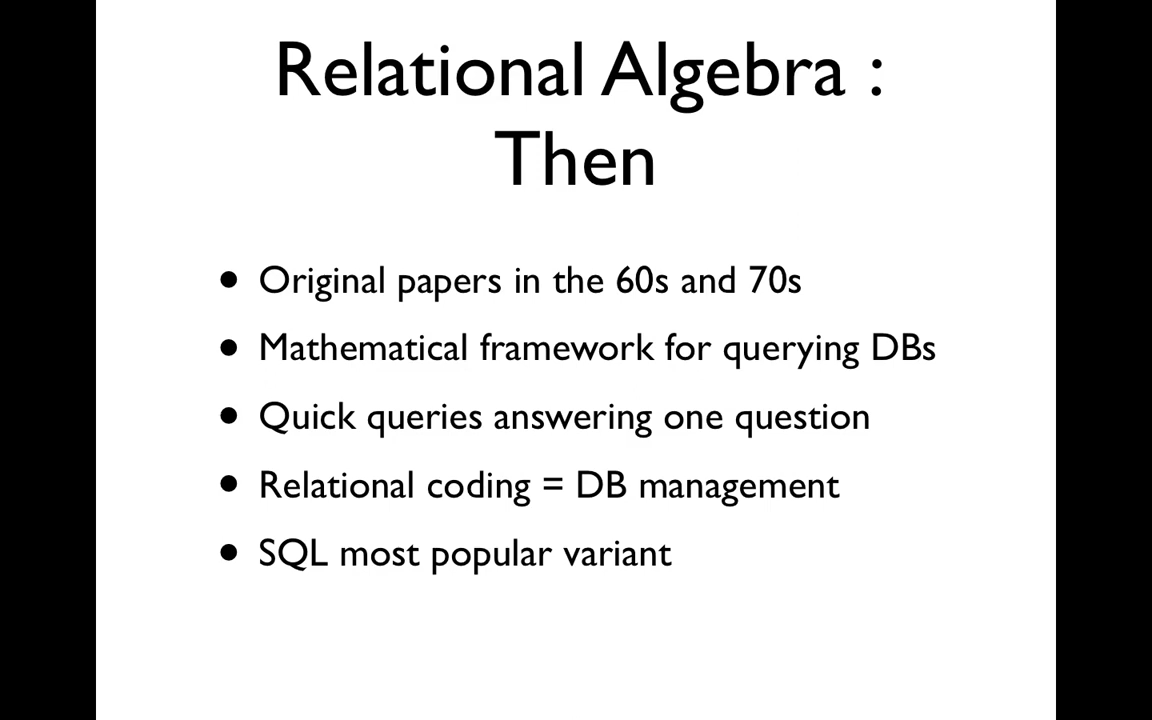 Relational Algebra :
Then
• Original papers in the 60s and 70s
• Mathematical framework for querying DBs
• Quick queries answering one question
• Relational coding = DB management
• SQL most popular variant